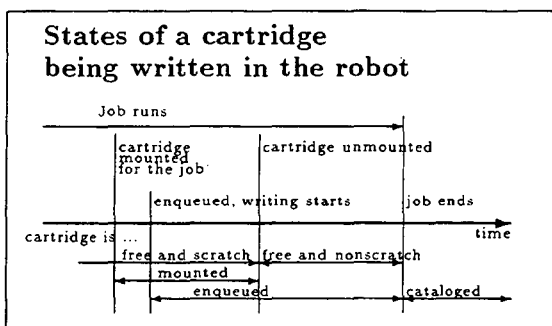 States of a cartridge
being written in the robot
Job runs
cartridge
mounted
for the job
cartridge unmounted
enqueued, writing starts
job ends
time
cartridge is ...
free and scratch
free and nonscratch
mounted
enqueued
cataloged